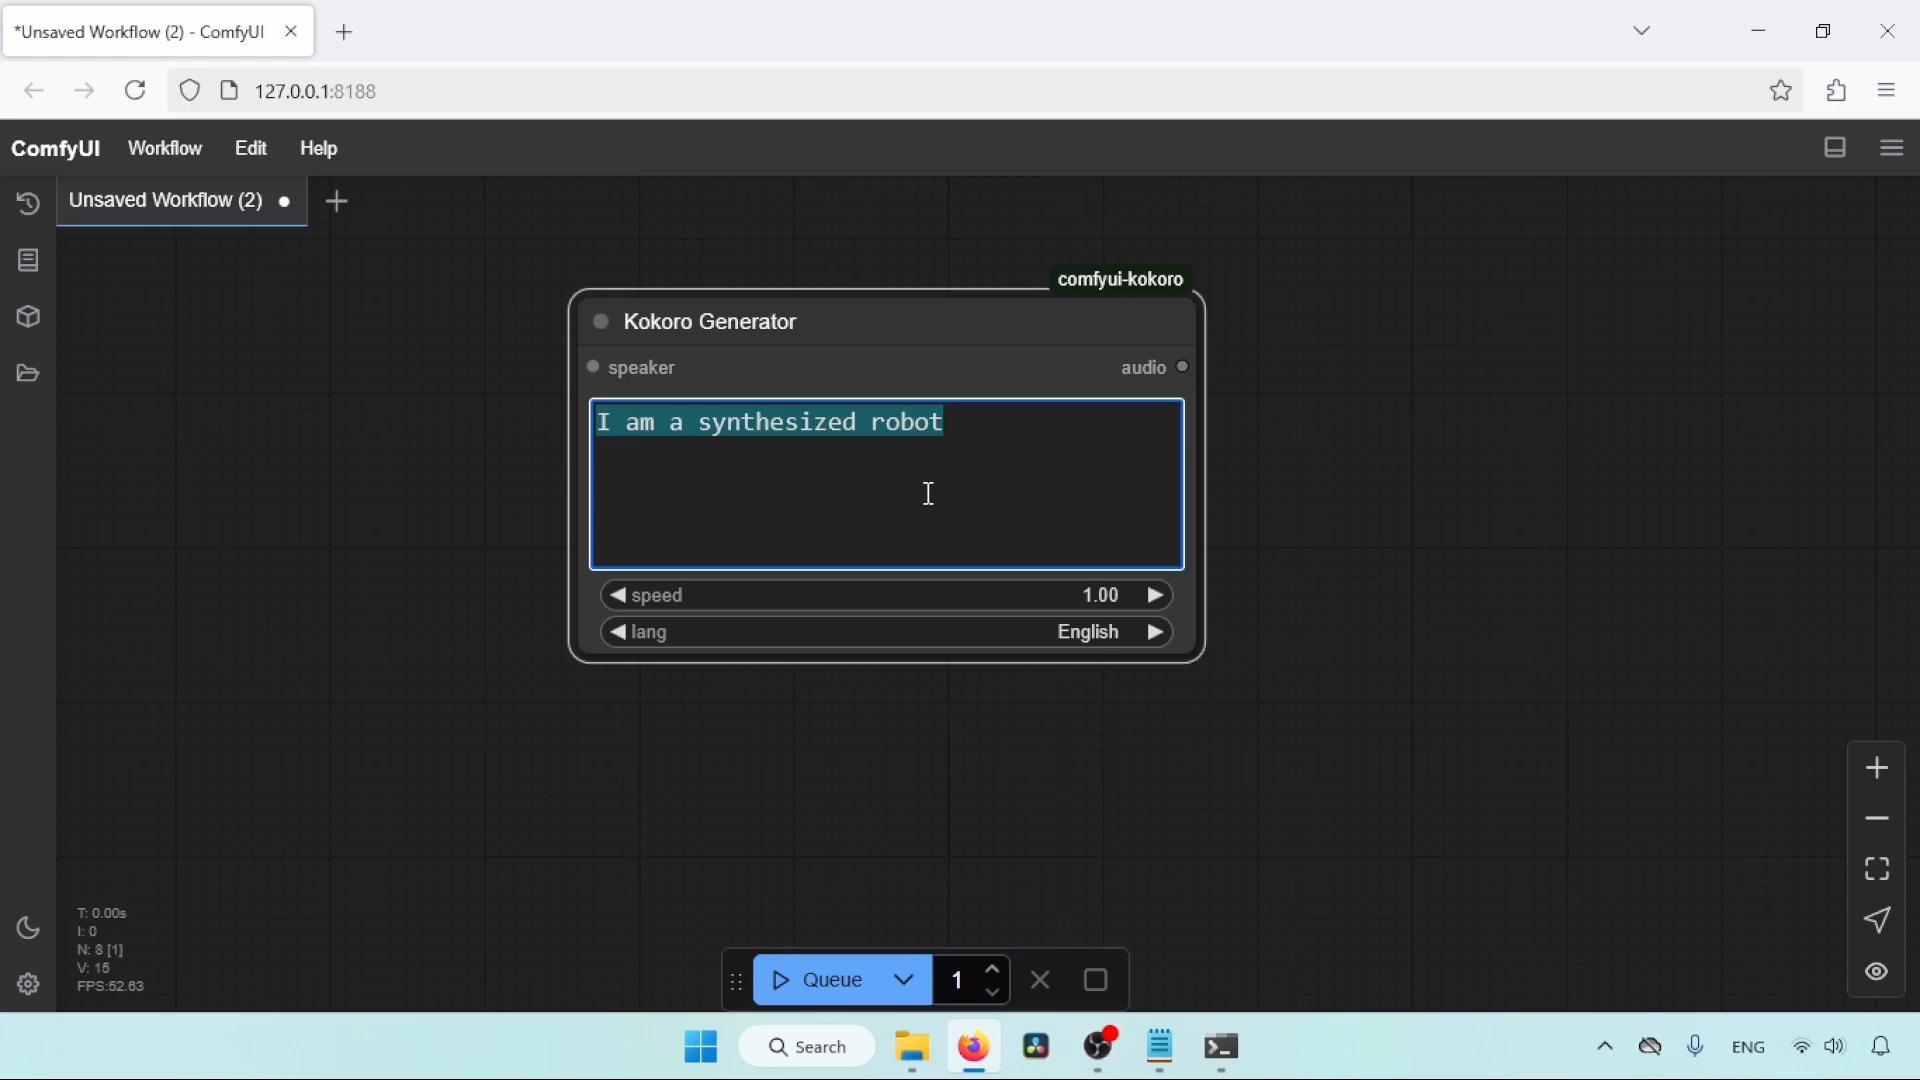 *Unsaved Workflow (2) - ComfyUI
127.0.0.1:8188
ComfyUI Workflow Edit Help
Unsaved Workflow (2)
comfyui-kokoro
Kokoro Generator
speaker audio
I am a synthesized robot
speed 1.00
lang English
T: 0.00s
I: 0
N: 8 [1]
V: 15
FPS:52.63
Queue 1
Search
ENG